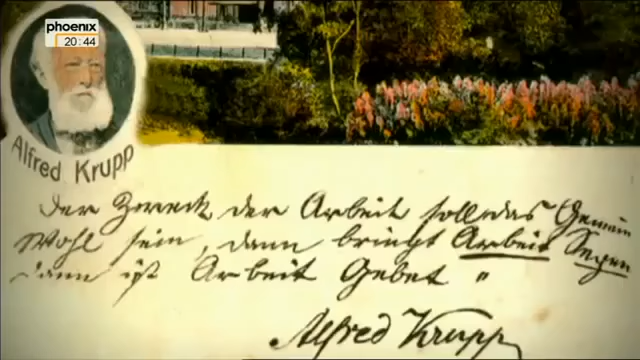 phoenix
20:44
Alfred Krupp
Der Zweck der Arbeit soll das Gemein
Wohl sein, dann bringt Arbeit Segen
dann ist Arbeit Gebet "
Alfred Krupp